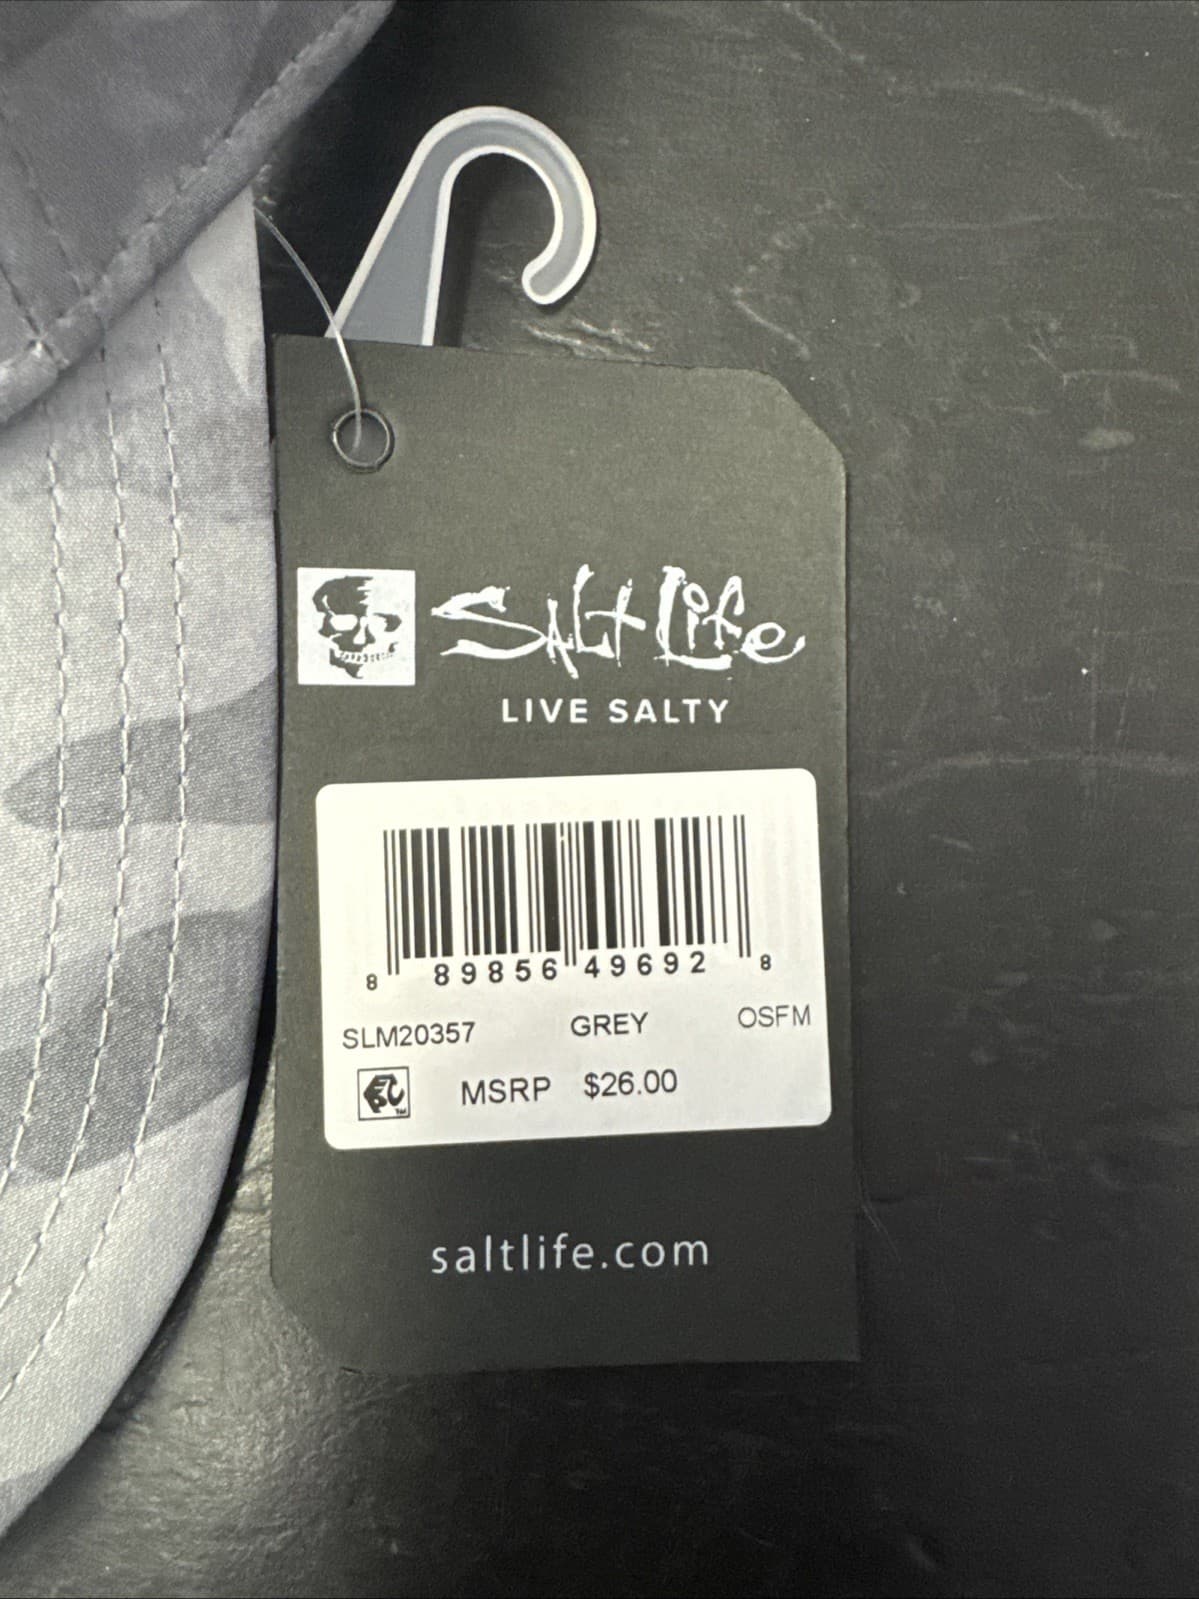 Salt Life
LIVE SALTY
8 89856 49692 8
SLM20357 GREY OSFM
MSRP $26.00
saltlife.com